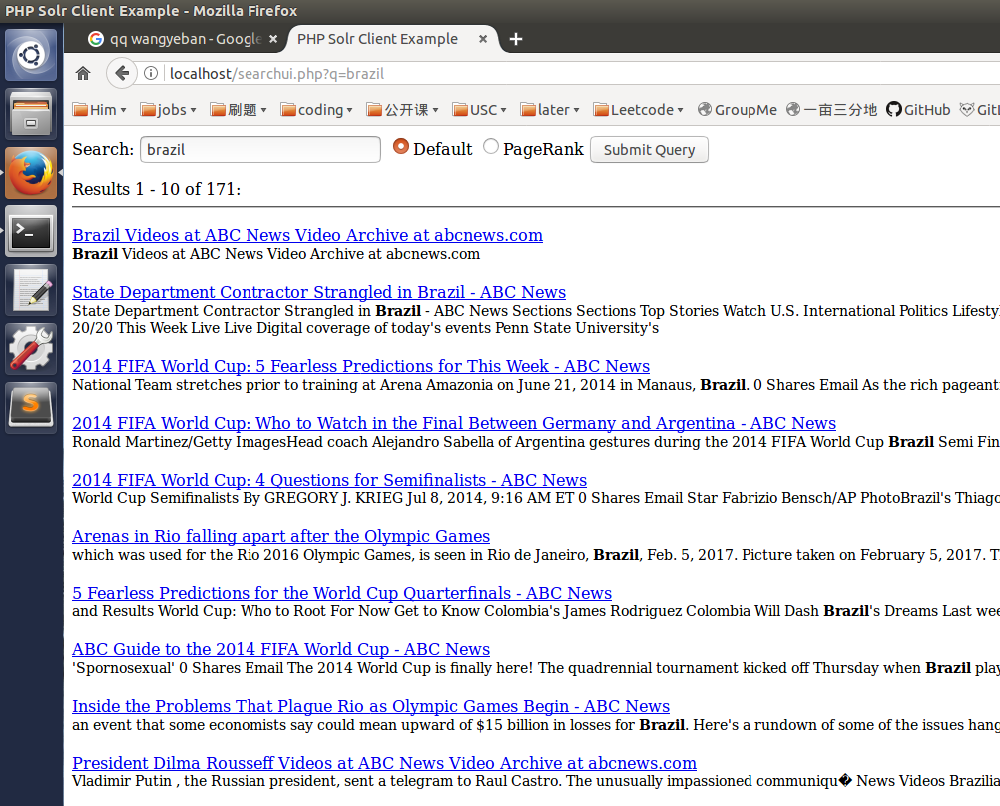 PHP Solr Client Example - Mozilla Firefox
qq wangyeban - Google
PHP Solr Client Example
localhost/searchui.php?q=brazil
Him jobs 刷题 coding 公开课 USC later Leetcode GroupMe 一亩三分地 GitHub
Search: brazil Default PageRank Submit Query
Results 1 - 10 of 171:
Brazil Videos at ABC News Video Archive at abcnews.com
Brazil Videos at ABC News Video Archive at abcnews.com
State Department Contractor Strangled in Brazil - ABC News
State Department Contractor Strangled in Brazil - ABC News Sections Sections Top Stories Watch U.S. International Politics Lifesty
20/20 This Week Live Live Digital coverage of today's events Penn State University's
2014 FIFA World Cup: 5 Fearless Predictions for This Week - ABC News
National Team stretches prior to training at Arena Amazonia on June 21, 2014 in Manaus, Brazil. 0 Shares Email As the rich pageant
2014 FIFA World Cup: Who to Watch in the Final Between Germany and Argentina - ABC News
Ronald Martinez/Getty ImagesHead coach Alejandro Sabella of Argentina gestures during the 2014 FIFA World Cup Brazil Semi Fin
2014 FIFA World Cup: 4 Questions for Semifinalists - ABC News
World Cup Semifinalists By GREGORY J. KRIEG Jul 8, 2014, 9:16 AM ET 0 Shares Email Star Fabrizio Bensch/AP PhotoBrazil's Thiago
Arenas in Rio falling apart after the Olympic Games
which was used for the Rio 2016 Olympic Games, is seen in Rio de Janeiro, Brazil, Feb. 5, 2017. Picture taken on February 5, 2017. T
5 Fearless Predictions for the World Cup Quarterfinals - ABC News
and Results World Cup: Who to Root For Now Get to Know Colombia's James Rodriguez Colombia Will Dash Brazil's Dreams Last wee
ABC Guide to the 2014 FIFA World Cup - ABC News
'Spornosexual' 0 Shares Email The 2014 World Cup is finally here! The quadrennial tournament kicked off Thursday when Brazil play
Inside the Problems That Plague Rio as Olympic Games Begin - ABC News
an event that some economists say could mean upward of $15 billion in losses for Brazil. Here's a rundown of some of the issues hang
President Dilma Rousseff Videos at ABC News Video Archive at abcnews.com
Vladimir Putin , the Russian president, sent a telegram to Raul Castro. The unusually impassioned communiqu� News Videos Brazilia